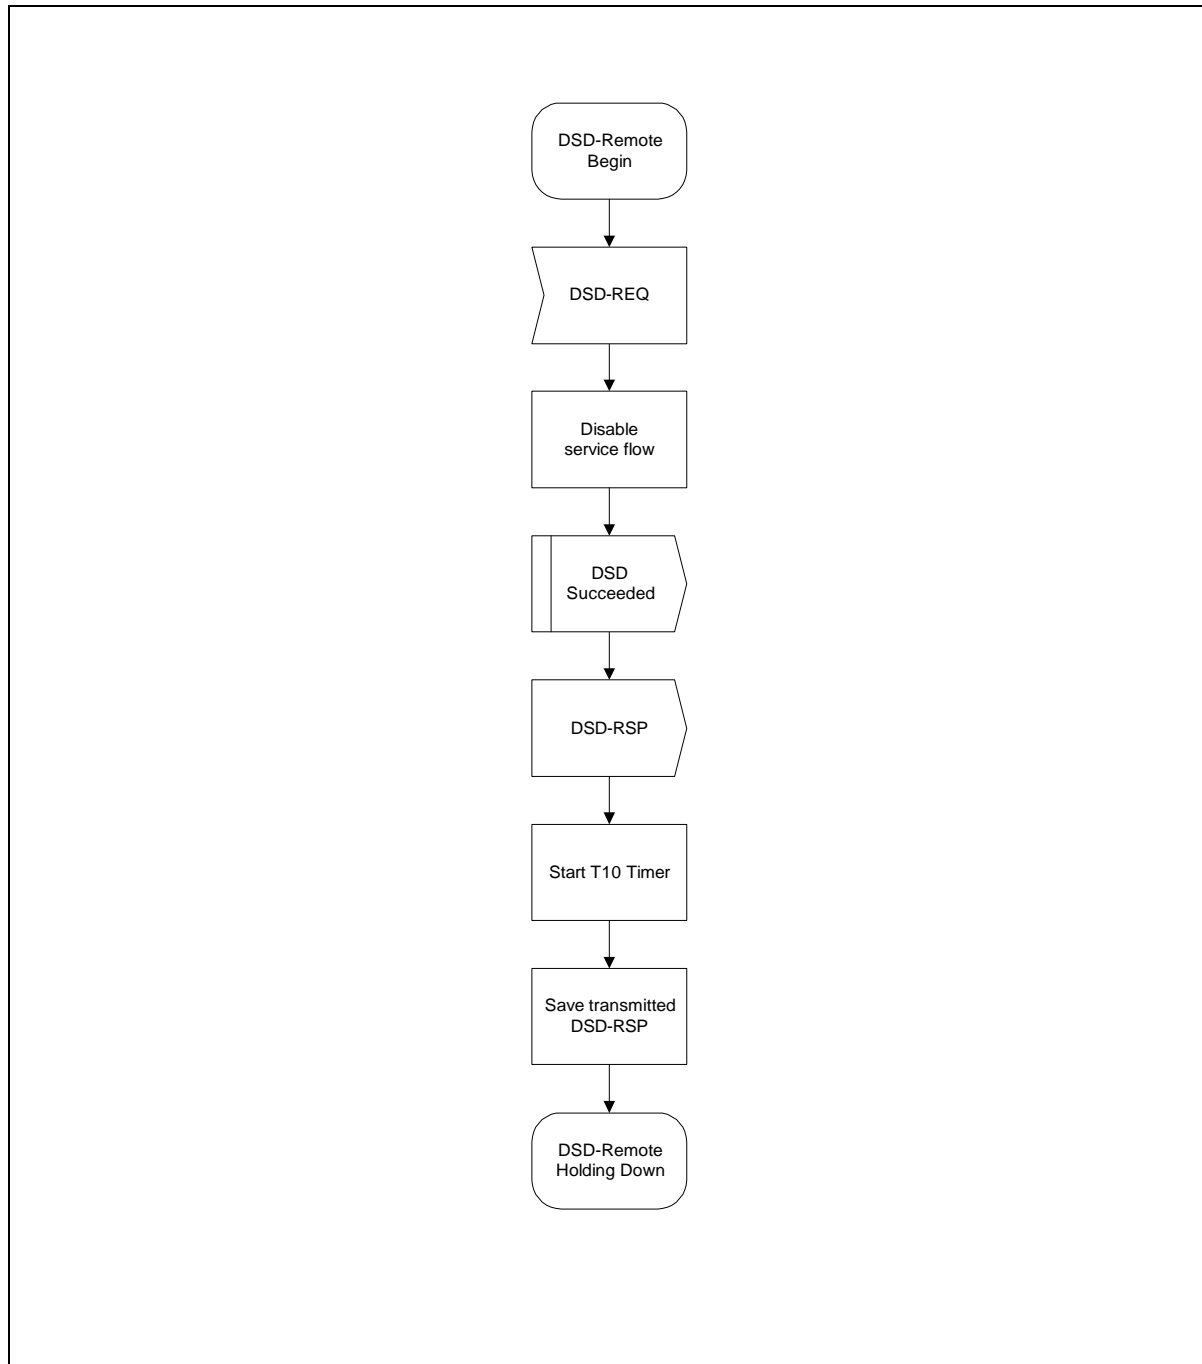 DSD-Remote
Begin
DSD-REQ
Disable
service flow
DSD
Succeeded
DSD-RSP
Start T10 Timer
Save transmitted
DSD-RSP
DSD-Remote
Holding Down